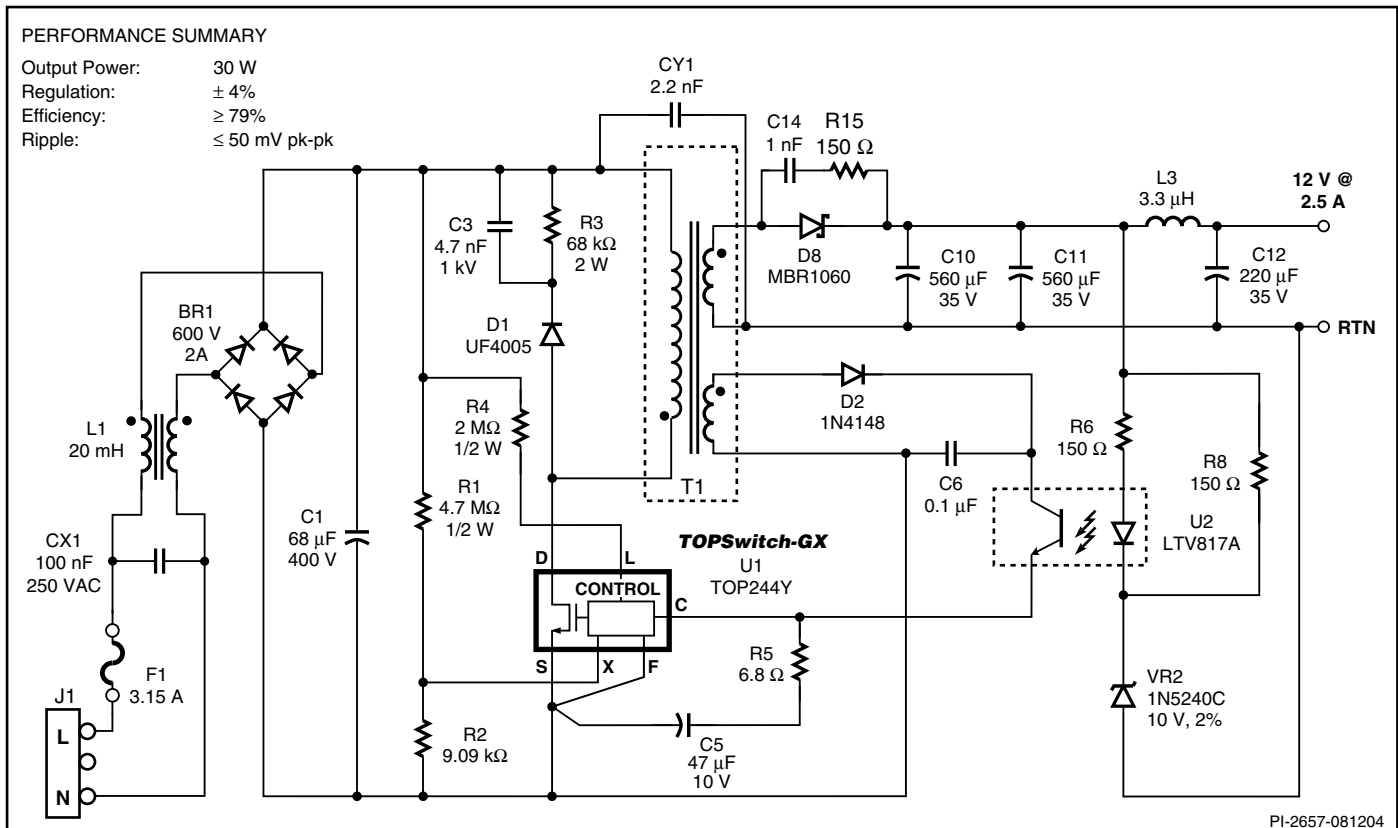 PERFORMANCE SUMMARY
Output Power: 30 W
Regulation: ± 4%
Efficiency: ≥ 79%
Ripple: ≤ 50 mV pk-pk
CY1
2.2 nF
C14
1 nF
R15
150 Ω
L3
3.3 µH
12 V @
2.5 A
C3
4.7 nF
1 kV
R3
68 kΩ
2 W
D8
MBR1060
C10
560 µF
35 V
C11
560 µF
35 V
C12
220 µF
35 V
RTN
BR1
600 V
2A
D1
UF4005
D2
1N4148
L1
20 mH
R4
2 MΩ
1/2 W
R6
150 Ω
R8
150 Ω
T1
C6
0.1 µF
R1
4.7 MΩ
1/2 W
C1
68 µF
400 V
U2
LTV817A
CX1
100 nF
250 VAC
TOPSwitch-GX
U1
TOP244Y
D
L
CONTROL
C
S
X
F
R5
6.8 Ω
F1
3.15 A
J1
L
N
VR2
1N5240C
10 V, 2%
R2
9.09 kΩ
C5
47 µF
10 V
PI-2657-081204